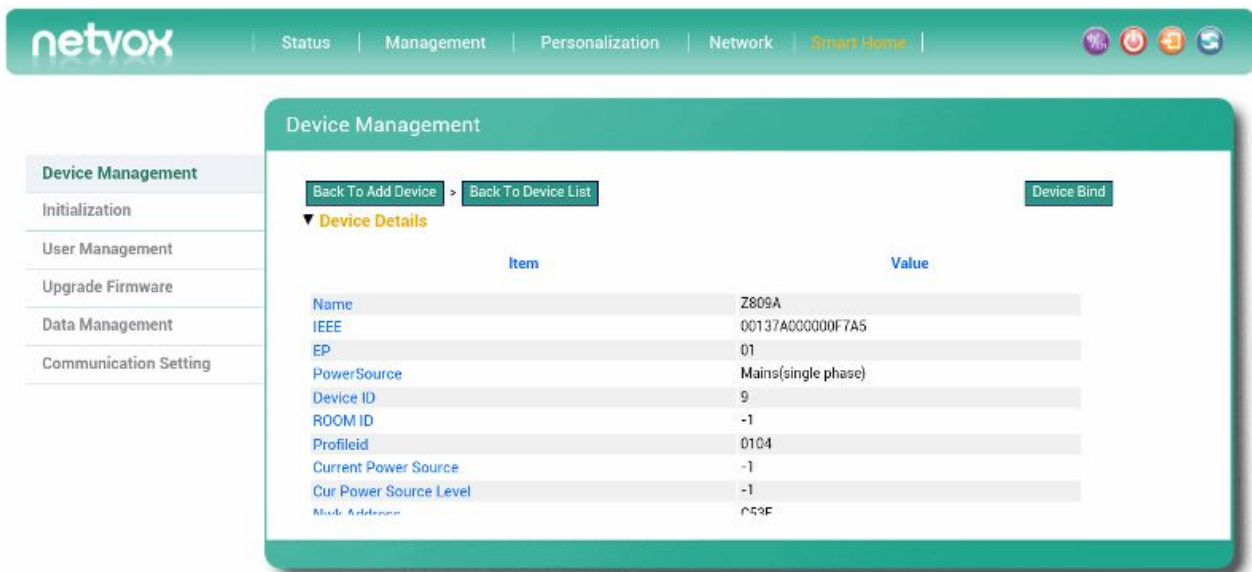 netvox
Status | Management | Personalization | Network | Smart Home |
Device Management
Device Management
Initialization
User Management
Upgrade Firmware
Data Management
Communication Setting
Back To Add Device > Back To Device List Device Bind
▼ Device Details
Item Value
Name Z809A
IEEE 00137A000000F7A5
EP 01
PowerSource Mains(single phase)
Device ID 9
ROOM ID -1
Profileid 0104
Current Power Source -1
Cur Power Source Level -1
Nwk Address